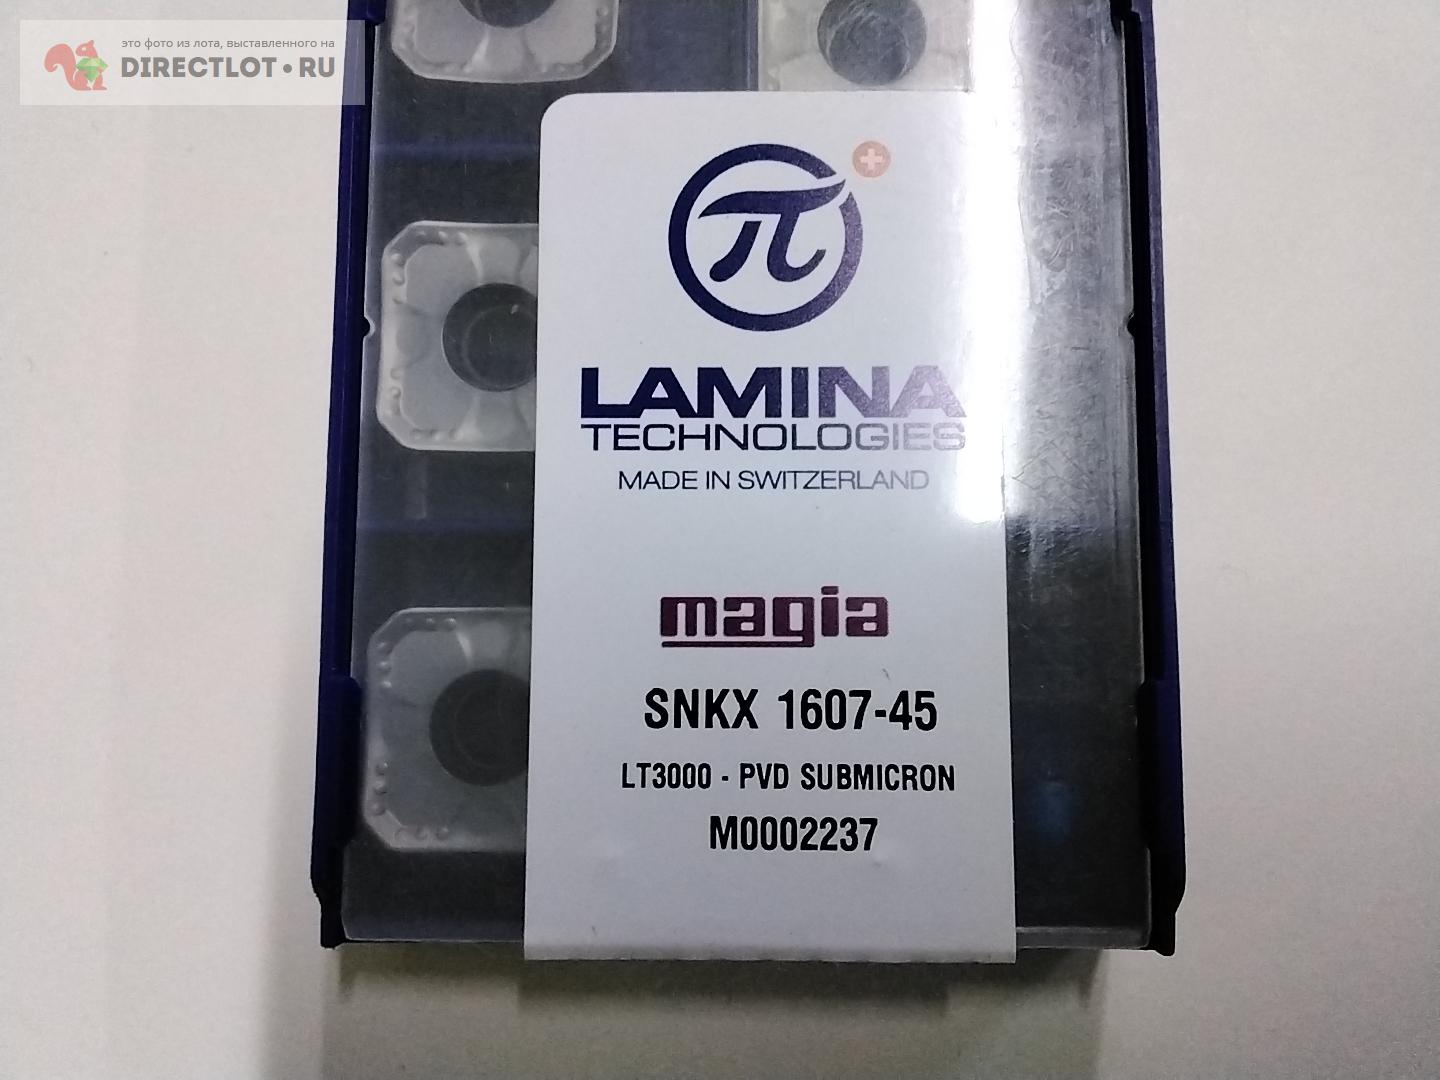 это фото из лота, выставленного на
DIRECTLOT•RU
π
LAMINA
TECHNOLOGIES
MADE IN SWITZERLAND
magia
SNKX 1607-45
LT3000 - PVD SUBMICRON
M0002237